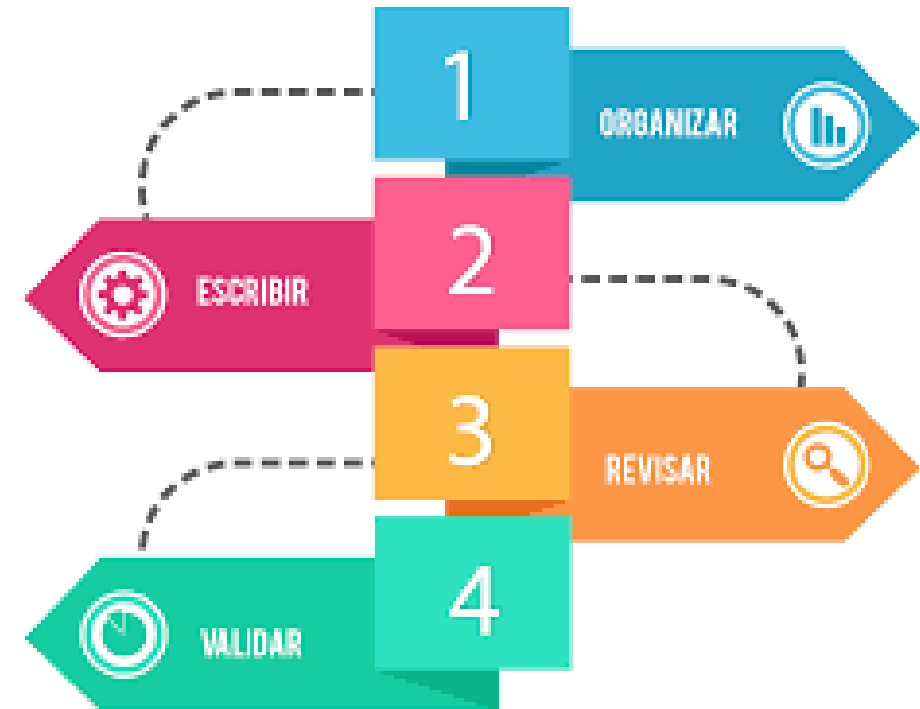 1
ORGANIZAR
2
ESCRIBIR
3
REVISAR
4
VALIDAR